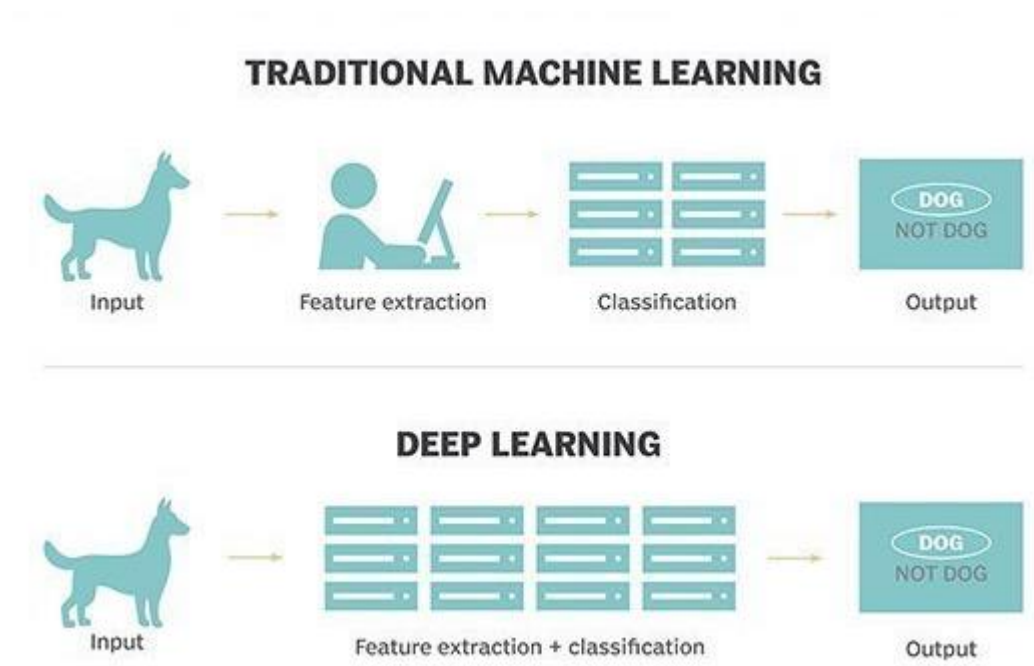 TRADITIONAL MACHINE LEARNING
DOG
NOT DOG
Input
Feature extraction
Classification
Output
DEEP LEARNING
DOG
NOT DOG
Input
Feature extraction + classification
Output